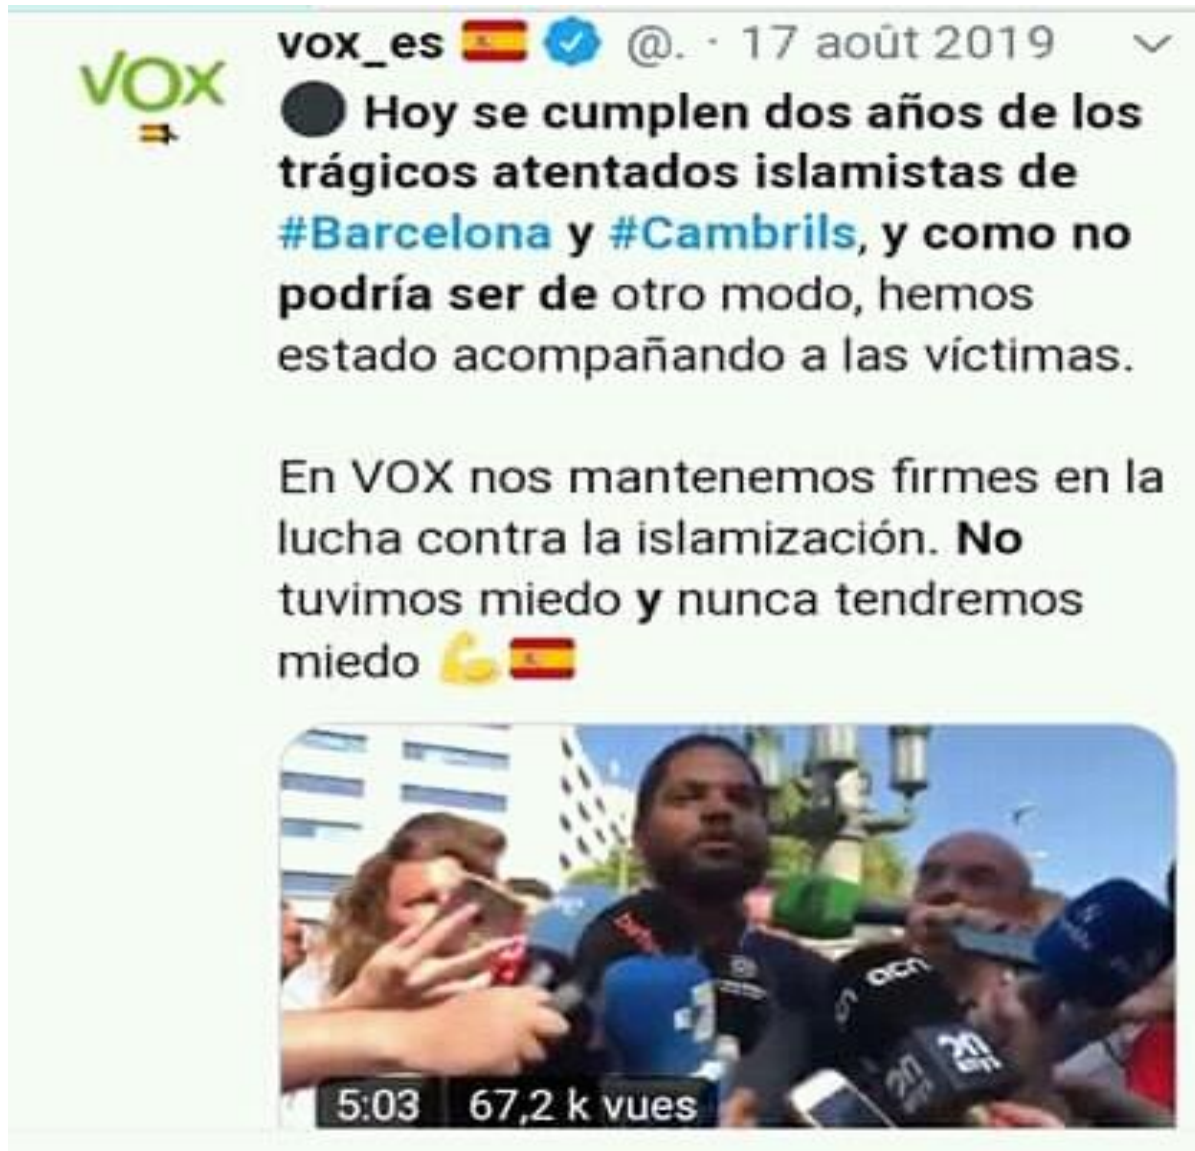 vox_es @. · 17 août 2019
VOX
Hoy se cumplen dos años de los
trágicos atentados islamistas de
#Barcelona y #Cambrils, y como no
podría ser de otro modo, hemos
estado acompañando a las víctimas.
En VOX nos mantenemos firmes en la
lucha contra la islamización. No
tuvimos miedo y nunca tendremos
miedo
acn
20
20
5:03 67,2 k vues